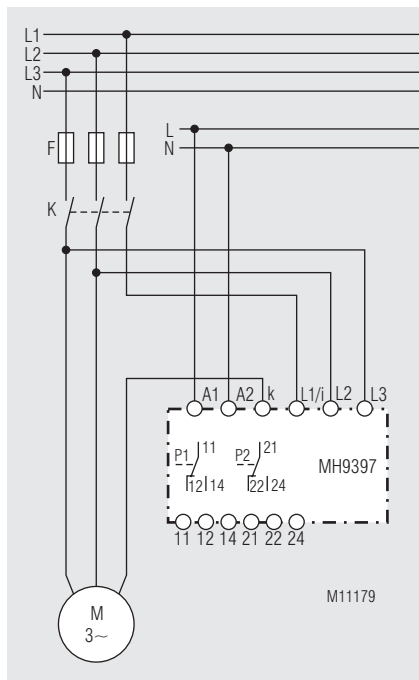 L1
L2
L3
N
F
L
N
K
A1 A2 k L1/i L2 L3
P1 11 P2 21
MH9397
12 14 22 24
11 12 14 21 22 24
M11179
M
3~